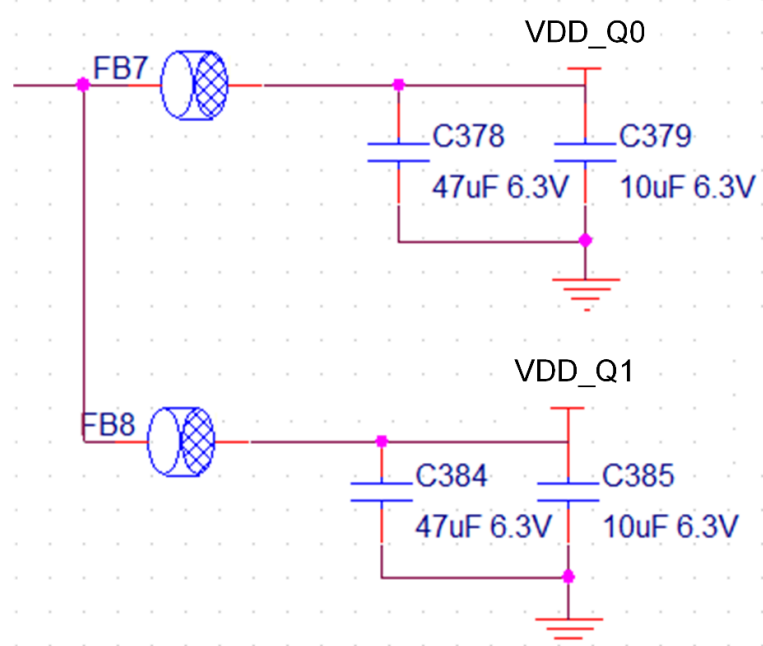 VDD_Q0
FB7
C378
C379
47uF 6.3V
10uF 6.3V
VDD_Q1
FB8
C384
C385
47uF 6.3V
10uF 6.3V